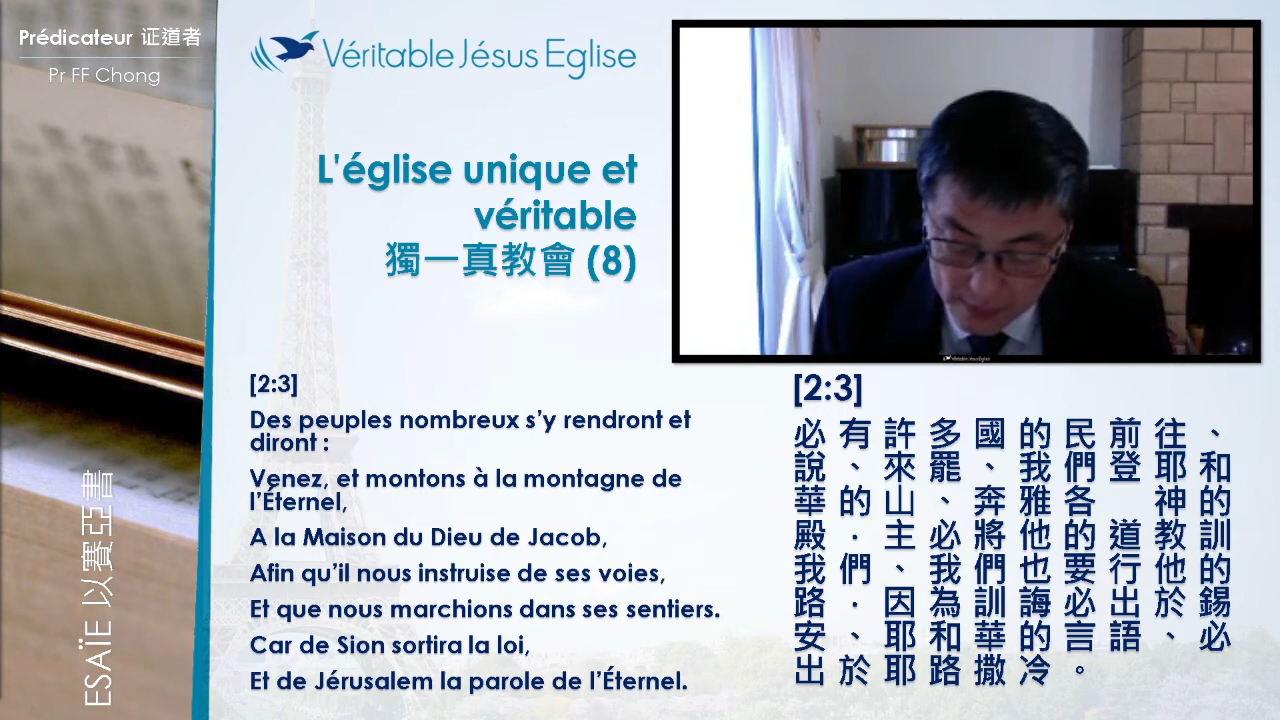 Prédicateur 证道者
Pr FF Chong
ESAÏE 以賽亞書
Véritable Jésus Eglise
L'église unique et
véritable
獨一真教會 (8)
[2:3]
Des peuples nombreux s’y rendront et
diront :
Venez, et montons à la montagne de
l’Éternel,
A la Maison du Dieu de Jacob,
Afin qu’il nous instruise de ses voies,
Et que nous marchions dans ses sentiers.
Car de Sion sortira la loi,
Et de Jérusalem la parole de l’Éternel.
[2:3]
必有許多國的民前往、
說、來罷、我們登耶和
華的山、奔雅各 神的
殿．主必將他的道教訓
我們、我們也要行他的
路．因為訓誨必出於錫
安、耶和華的言語、必
出於耶路撒冷。
Véritable Jésus Eglise